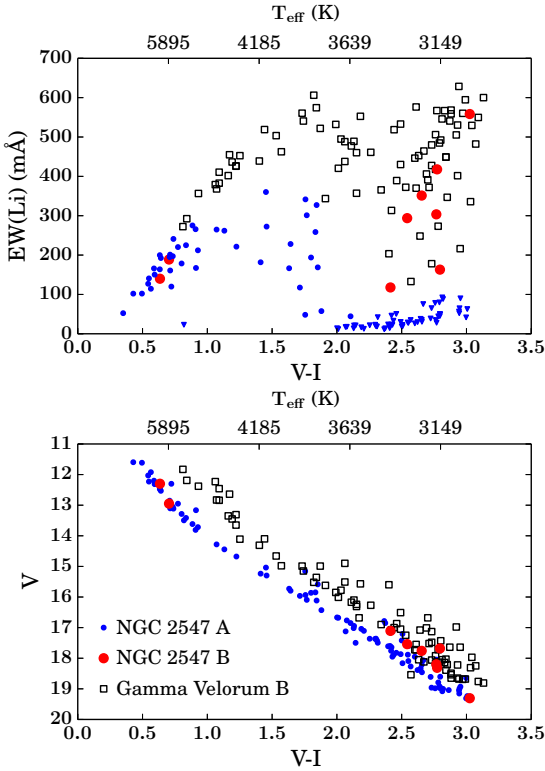 T_eff (K)
5895 4185 3639 3149
700
600
500
400
300
200
100
0
EW(Li) (mÅ)
0.0 0.5 1.0 1.5 2.0 2.5 3.0 3.5
V-I
T_eff (K)
5895 4185 3639 3149
11
12
13
14
15
16
17
18
19
20
V
NGC 2547 A
NGC 2547 B
Gamma Velorum B
0.0 0.5 1.0 1.5 2.0 2.5 3.0 3.5
V-I